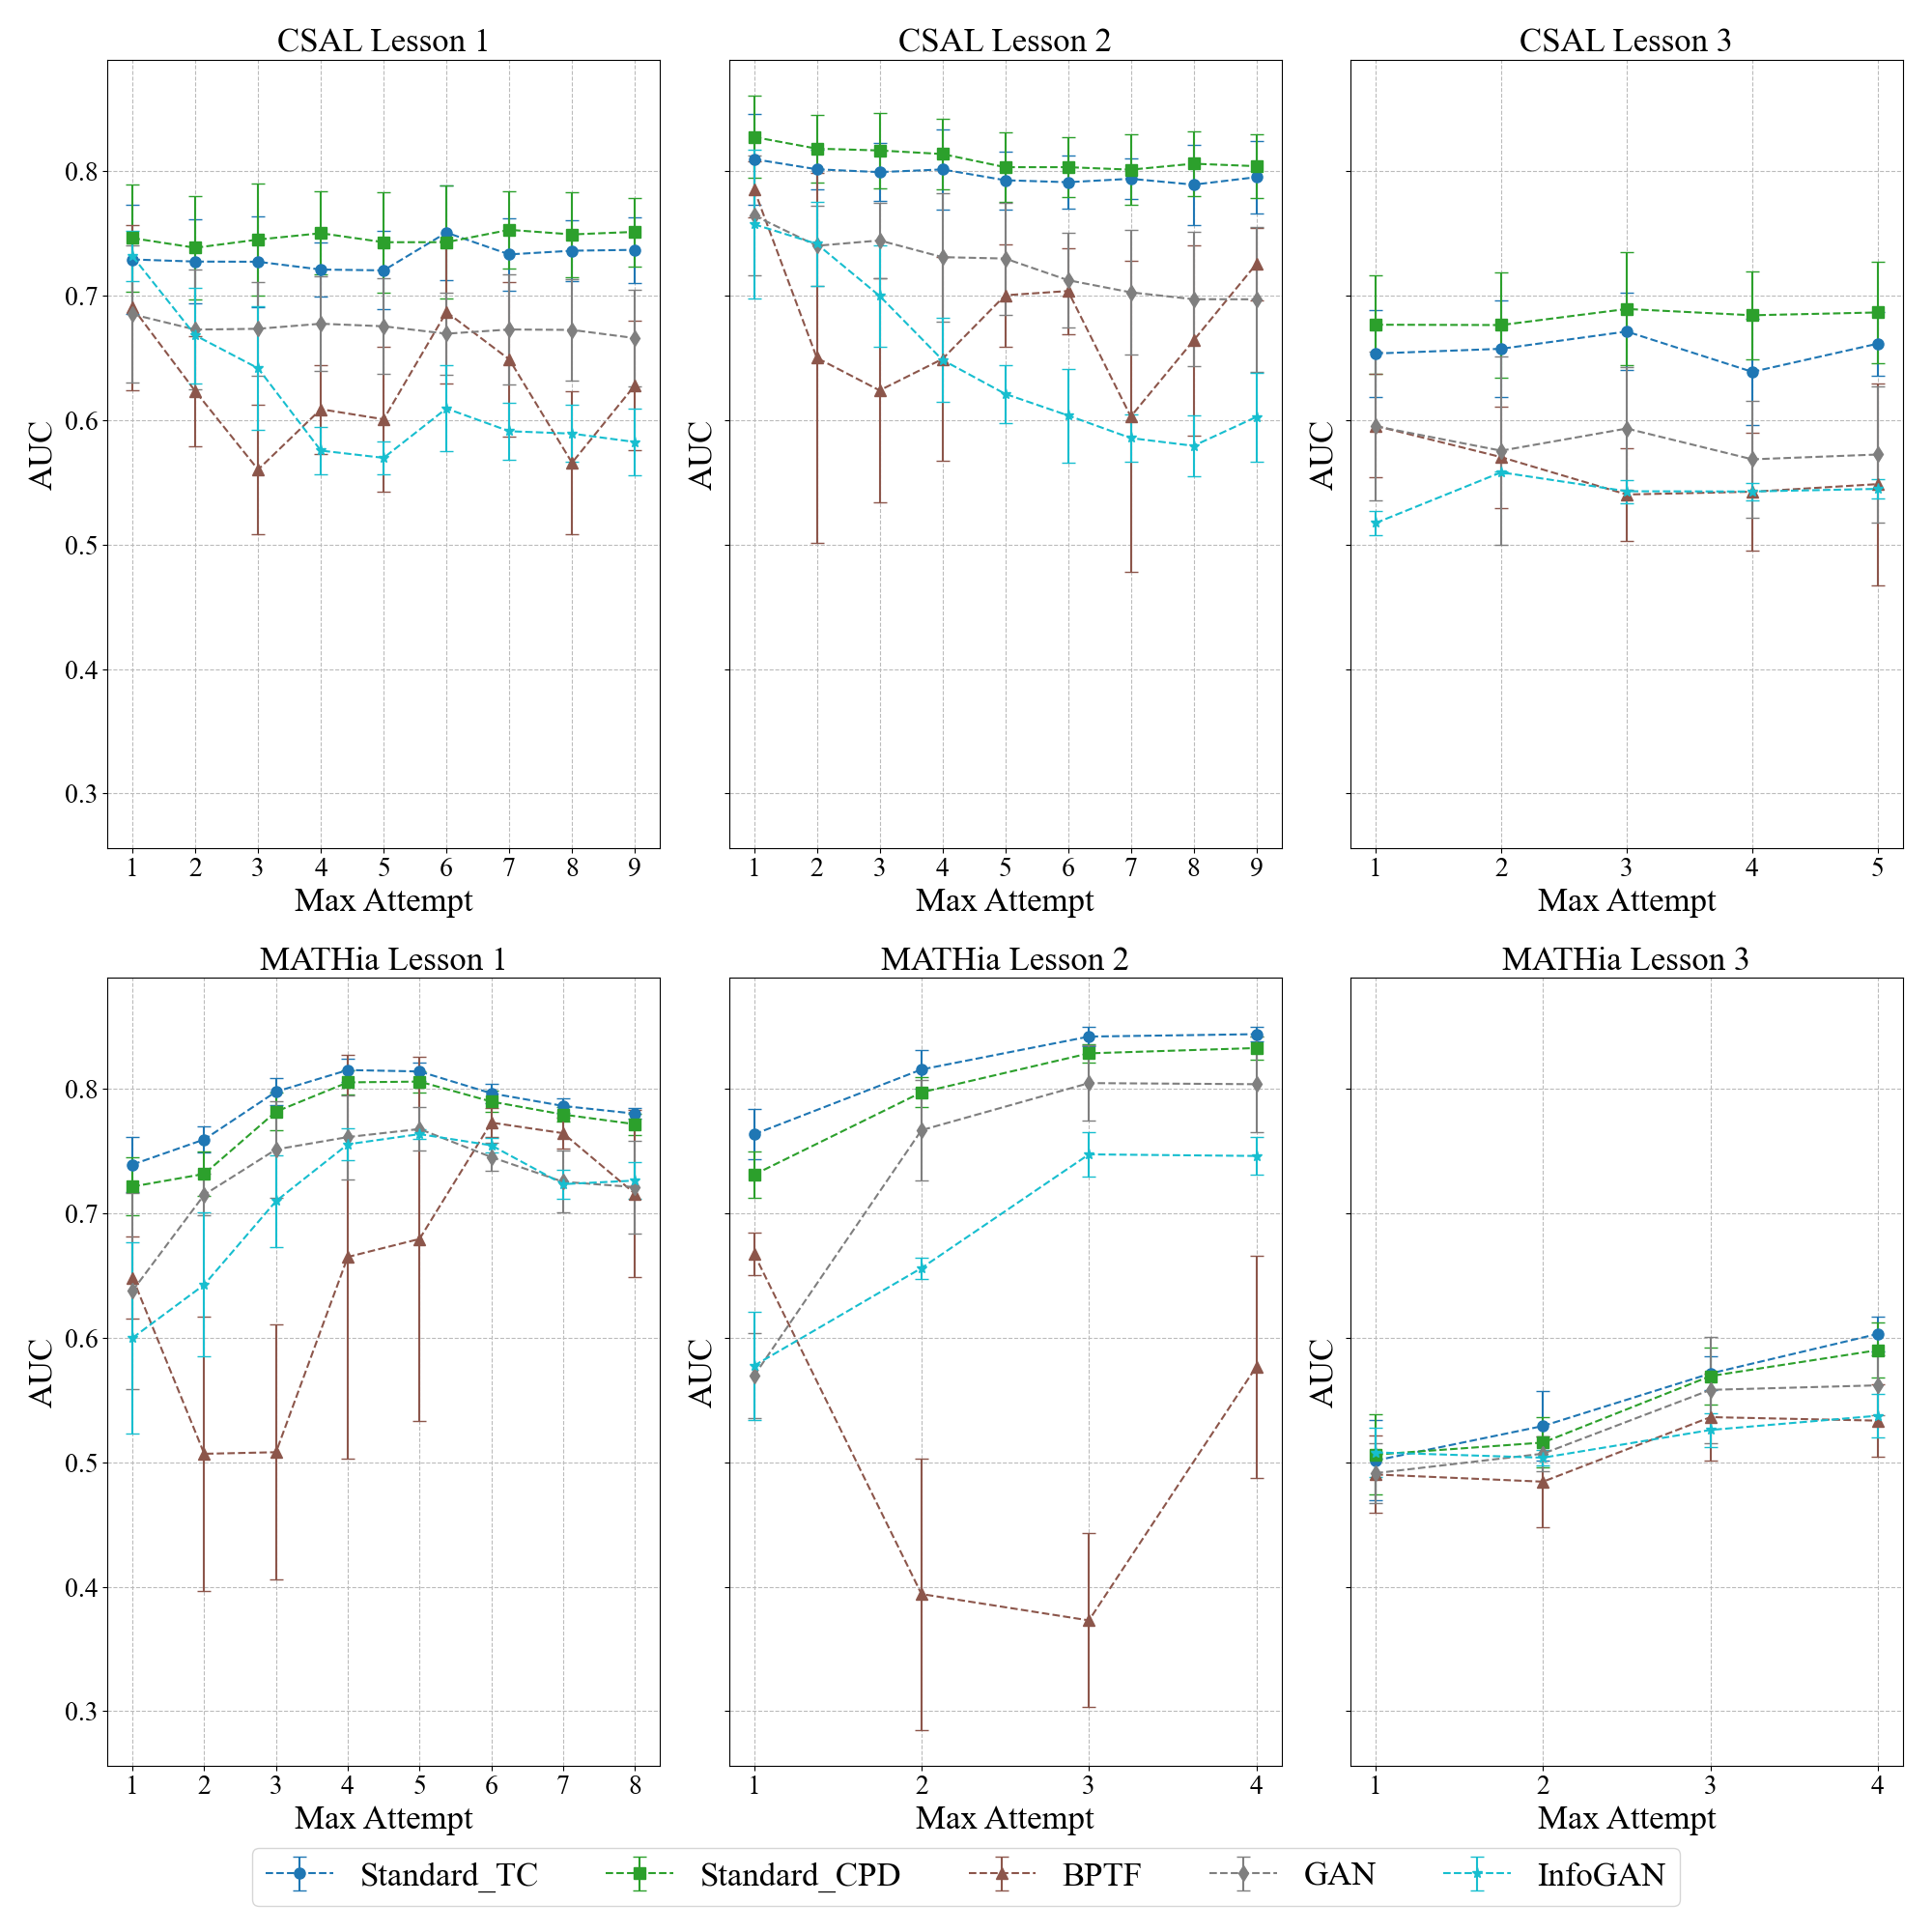 CSAL Lesson 1
CSAL Lesson 2
CSAL Lesson 3
AUC
0.8
0.7
0.6
0.5
0.4
0.3
1 2 3 4 5 6 7 8 9
Max Attempt
AUC
1 2 3 4 5 6 7 8 9
Max Attempt
AUC
1 2 3 4 5
Max Attempt
MATHia Lesson 1
MATHia Lesson 2
MATHia Lesson 3
AUC
0.8
0.7
0.6
0.5
0.4
0.3
1 2 3 4 5 6 7 8
Max Attempt
AUC
1 2 3 4
Max Attempt
AUC
1 2 3 4
Max Attempt
Standard_TC Standard_CPD BPTF GAN InfoGAN